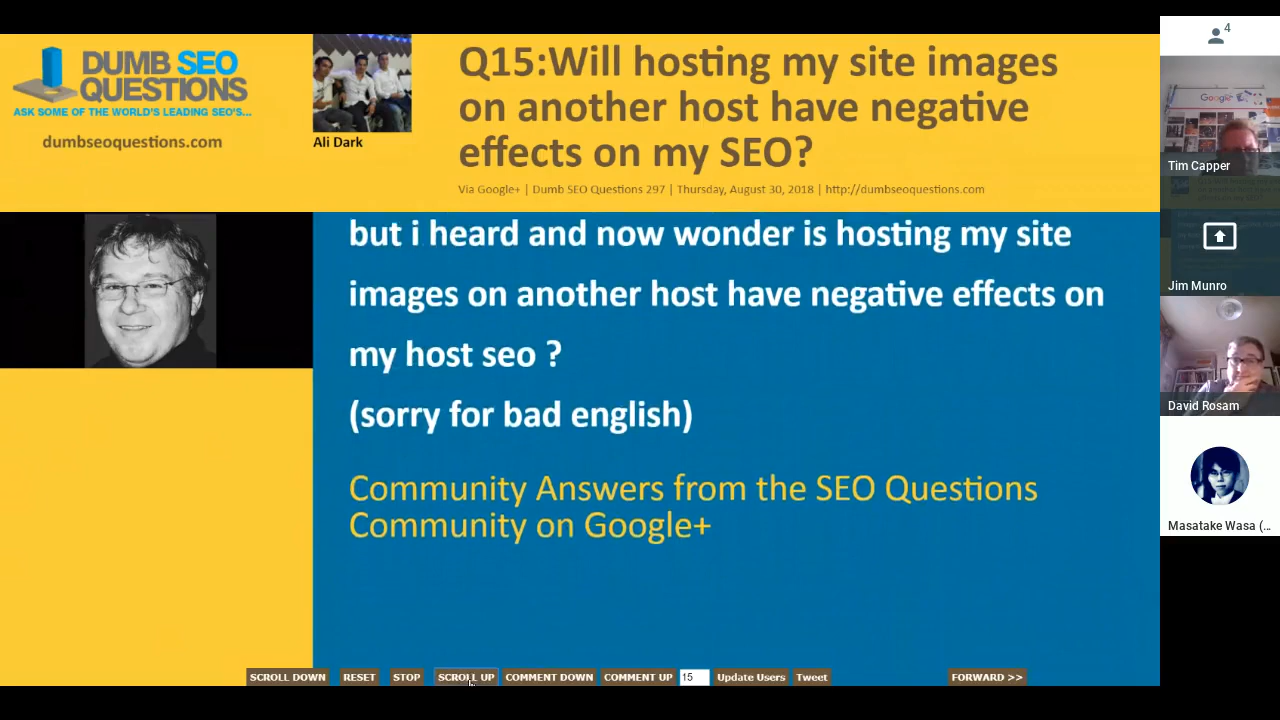 DUMB SEO
QUESTIONS
ASK SOME OF THE WORLD'S LEADING SEO'S...
dumbseoquestions.com
Ali Dark
Q15:Will hosting my site images
on another host have negative
effects on my SEO?
Via Google+ | Dumb SEO Questions 297 | Thursday, August 30, 2018 | http://dumbseoquestions.com
but i heard and now wonder is hosting my site
images on another host have negative effects on
my host seo ?
(sorry for bad english)
Community Answers from the SEO Questions
Community on Google+
SCROLL DOWN RESET STOP SCROLL UP COMMENT DOWN COMMENT UP 15 Update Users Tweet FORWARD >>
4
Google
Tim Capper
Jim Munro
David Rosam
Masatake Wasa (...